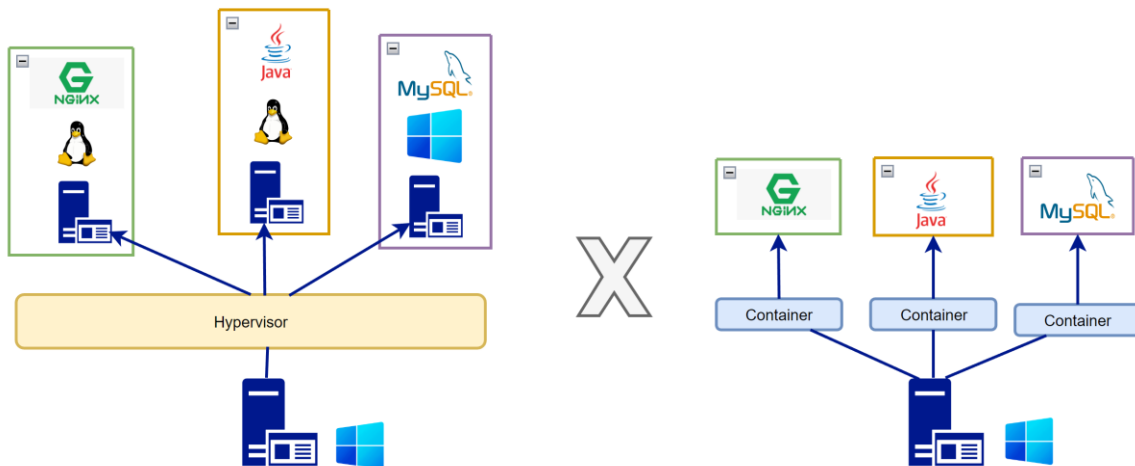 NGINX
Java
MySQL®
Hypervisor
X
NGINX
Java
MySQL®
Container
Container
Container